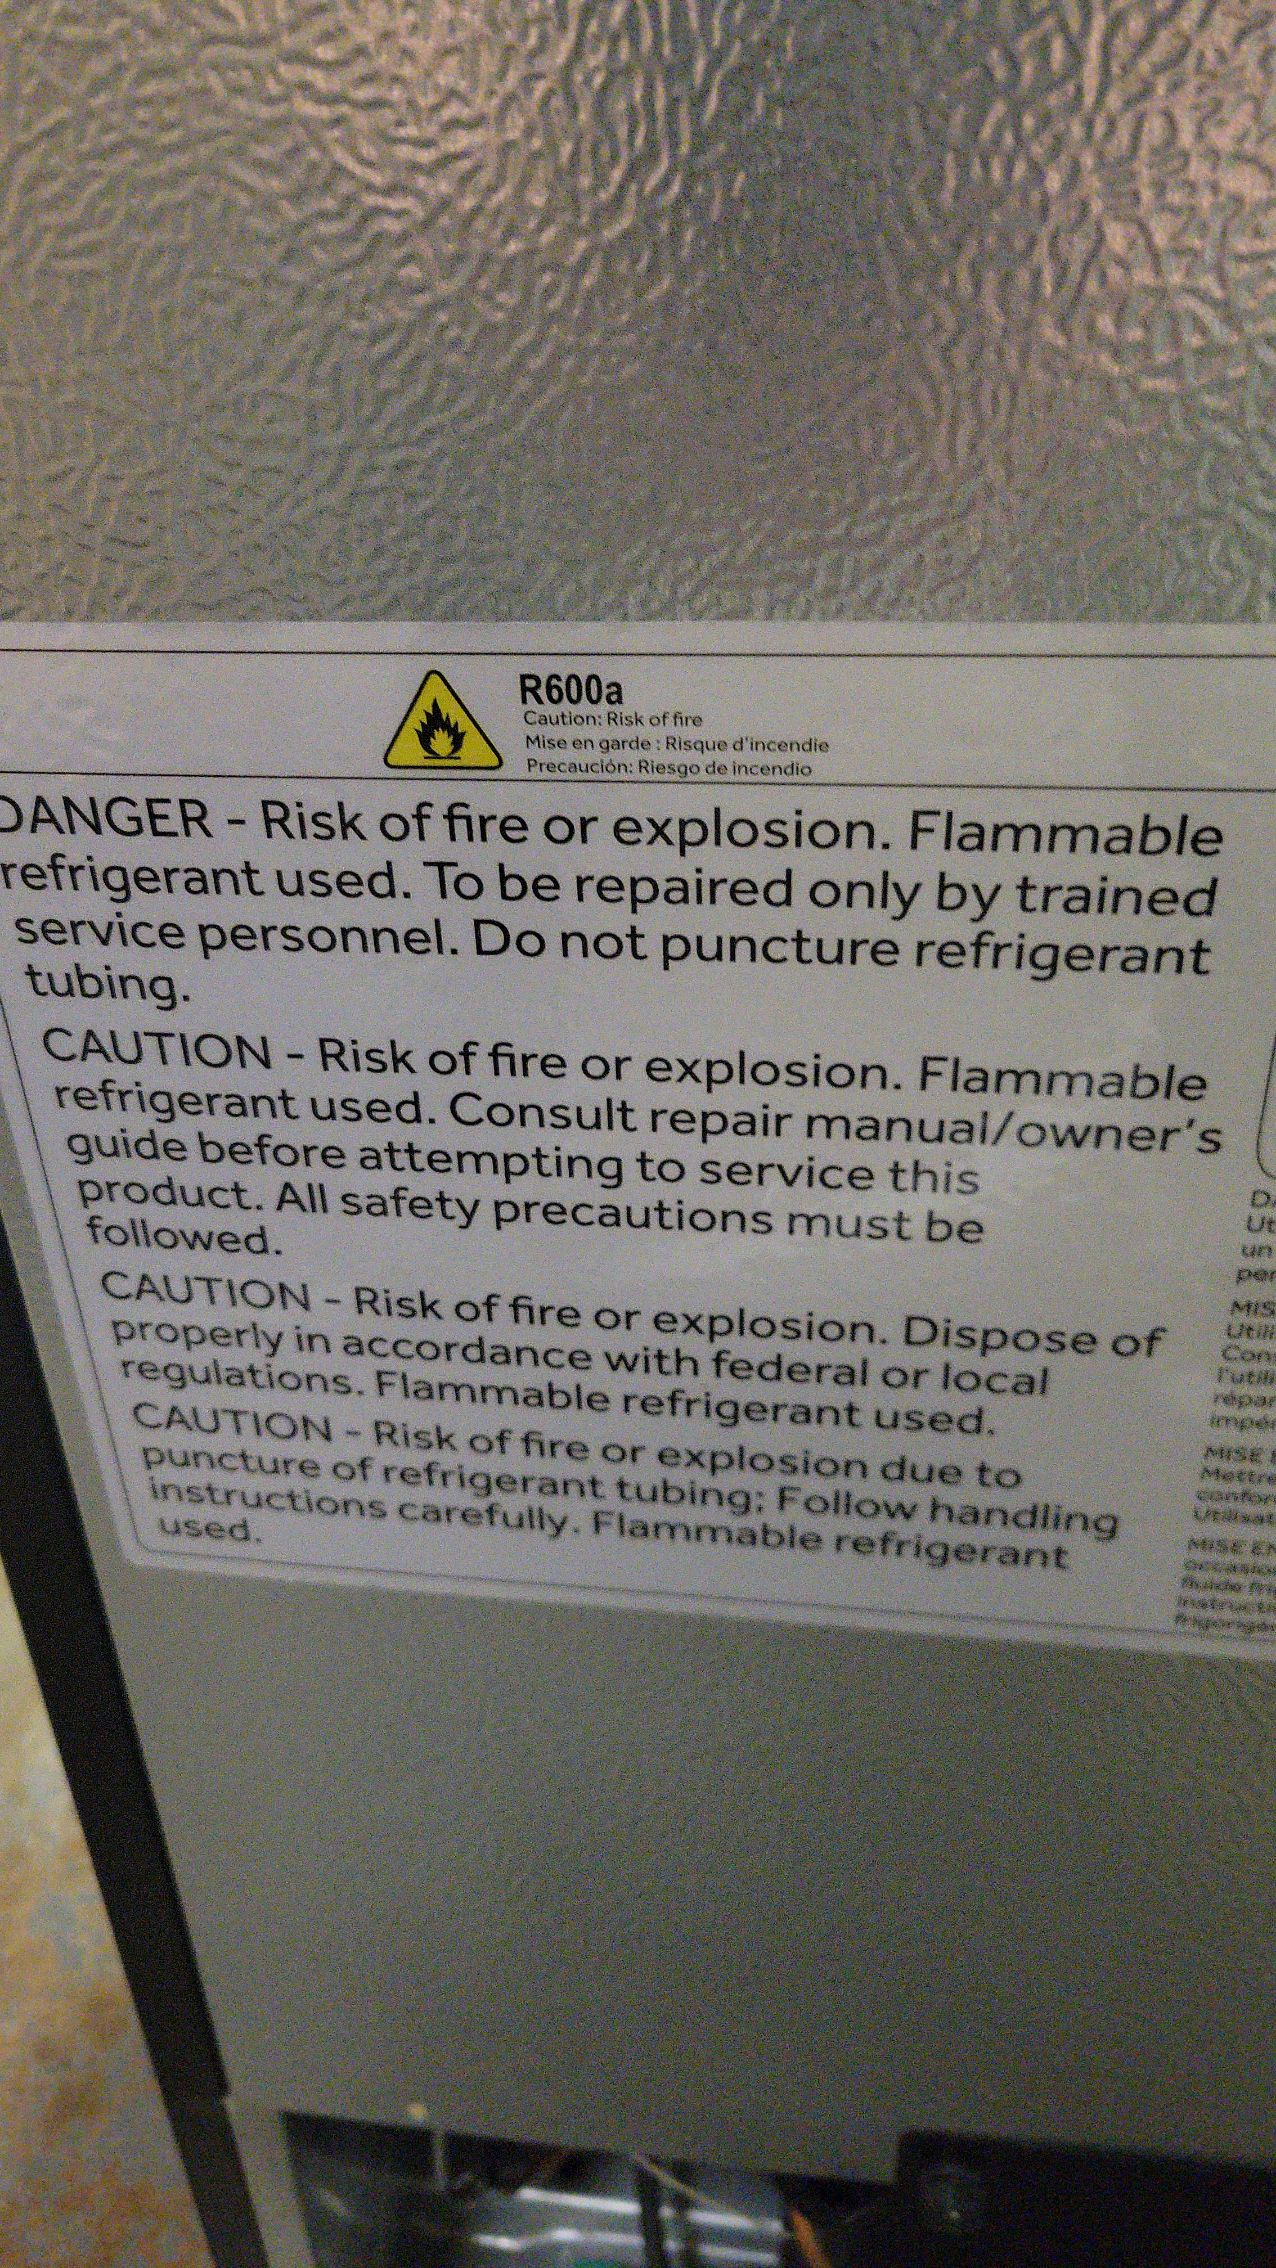 R600a
Caution: Risk of fire
Mise en garde : Risque d'incendie
Precaución: Riesgo de incendio
DANGER - Risk of fire or explosion. Flammable
refrigerant used. To be repaired only by trained
service personnel. Do not puncture refrigerant
tubing.
CAUTION - Risk of fire or explosion. Flammable
refrigerant used. Consult repair manual/owner's
guide before attempting to service this
product. All safety precautions must be
followed.
CAUTION - Risk of fire or explosion. Dispose of
properly in accordance with federal or local
regulations. Flammable refrigerant used.
CAUTION - Risk of fire or explosion due to
puncture of refrigerant tubing; Follow handling
instructions carefully. Flammable refrigerant
used.